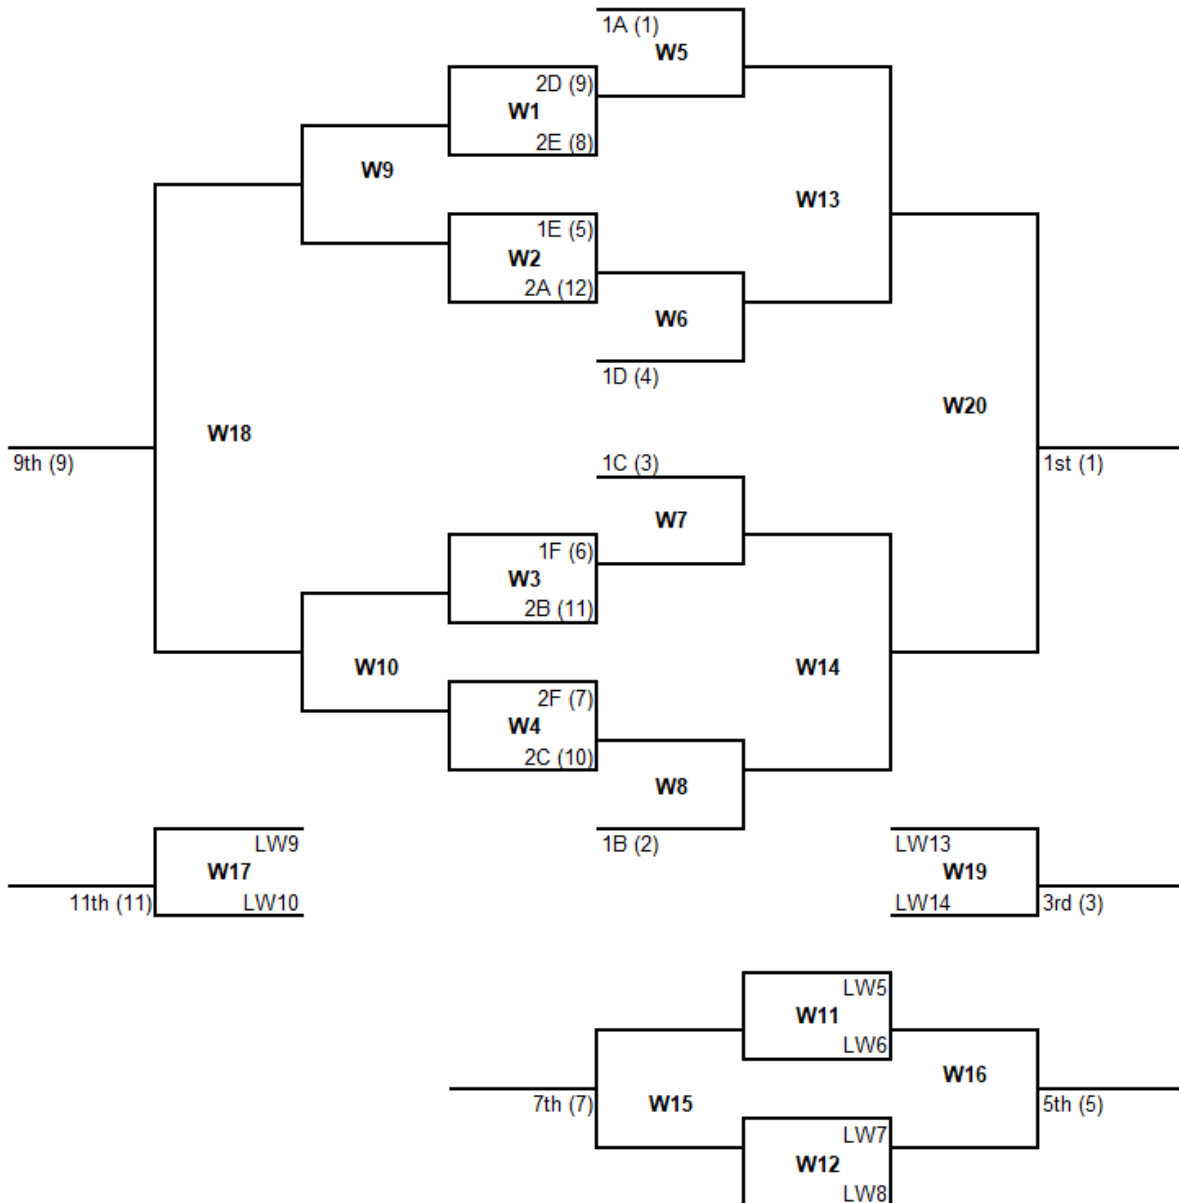 1A (1)
W5
2D (9)
W1
2E (8)
W9
W13
1E (5)
W2
2A (12)
W6
1D (4)
W20
W18
9th (9)
1st (1)
1C (3)
W7
1F (6)
W3
2B (11)
W10
W14
2F (7)
W4
2C (10)
W8
1B (2)
LW9
W17
11th (11)
LW10
LW13
W19
LW14
3rd (3)
LW5
W11
LW6
W16
7th (7)
W15
5th (5)
LW7
W12
LW8